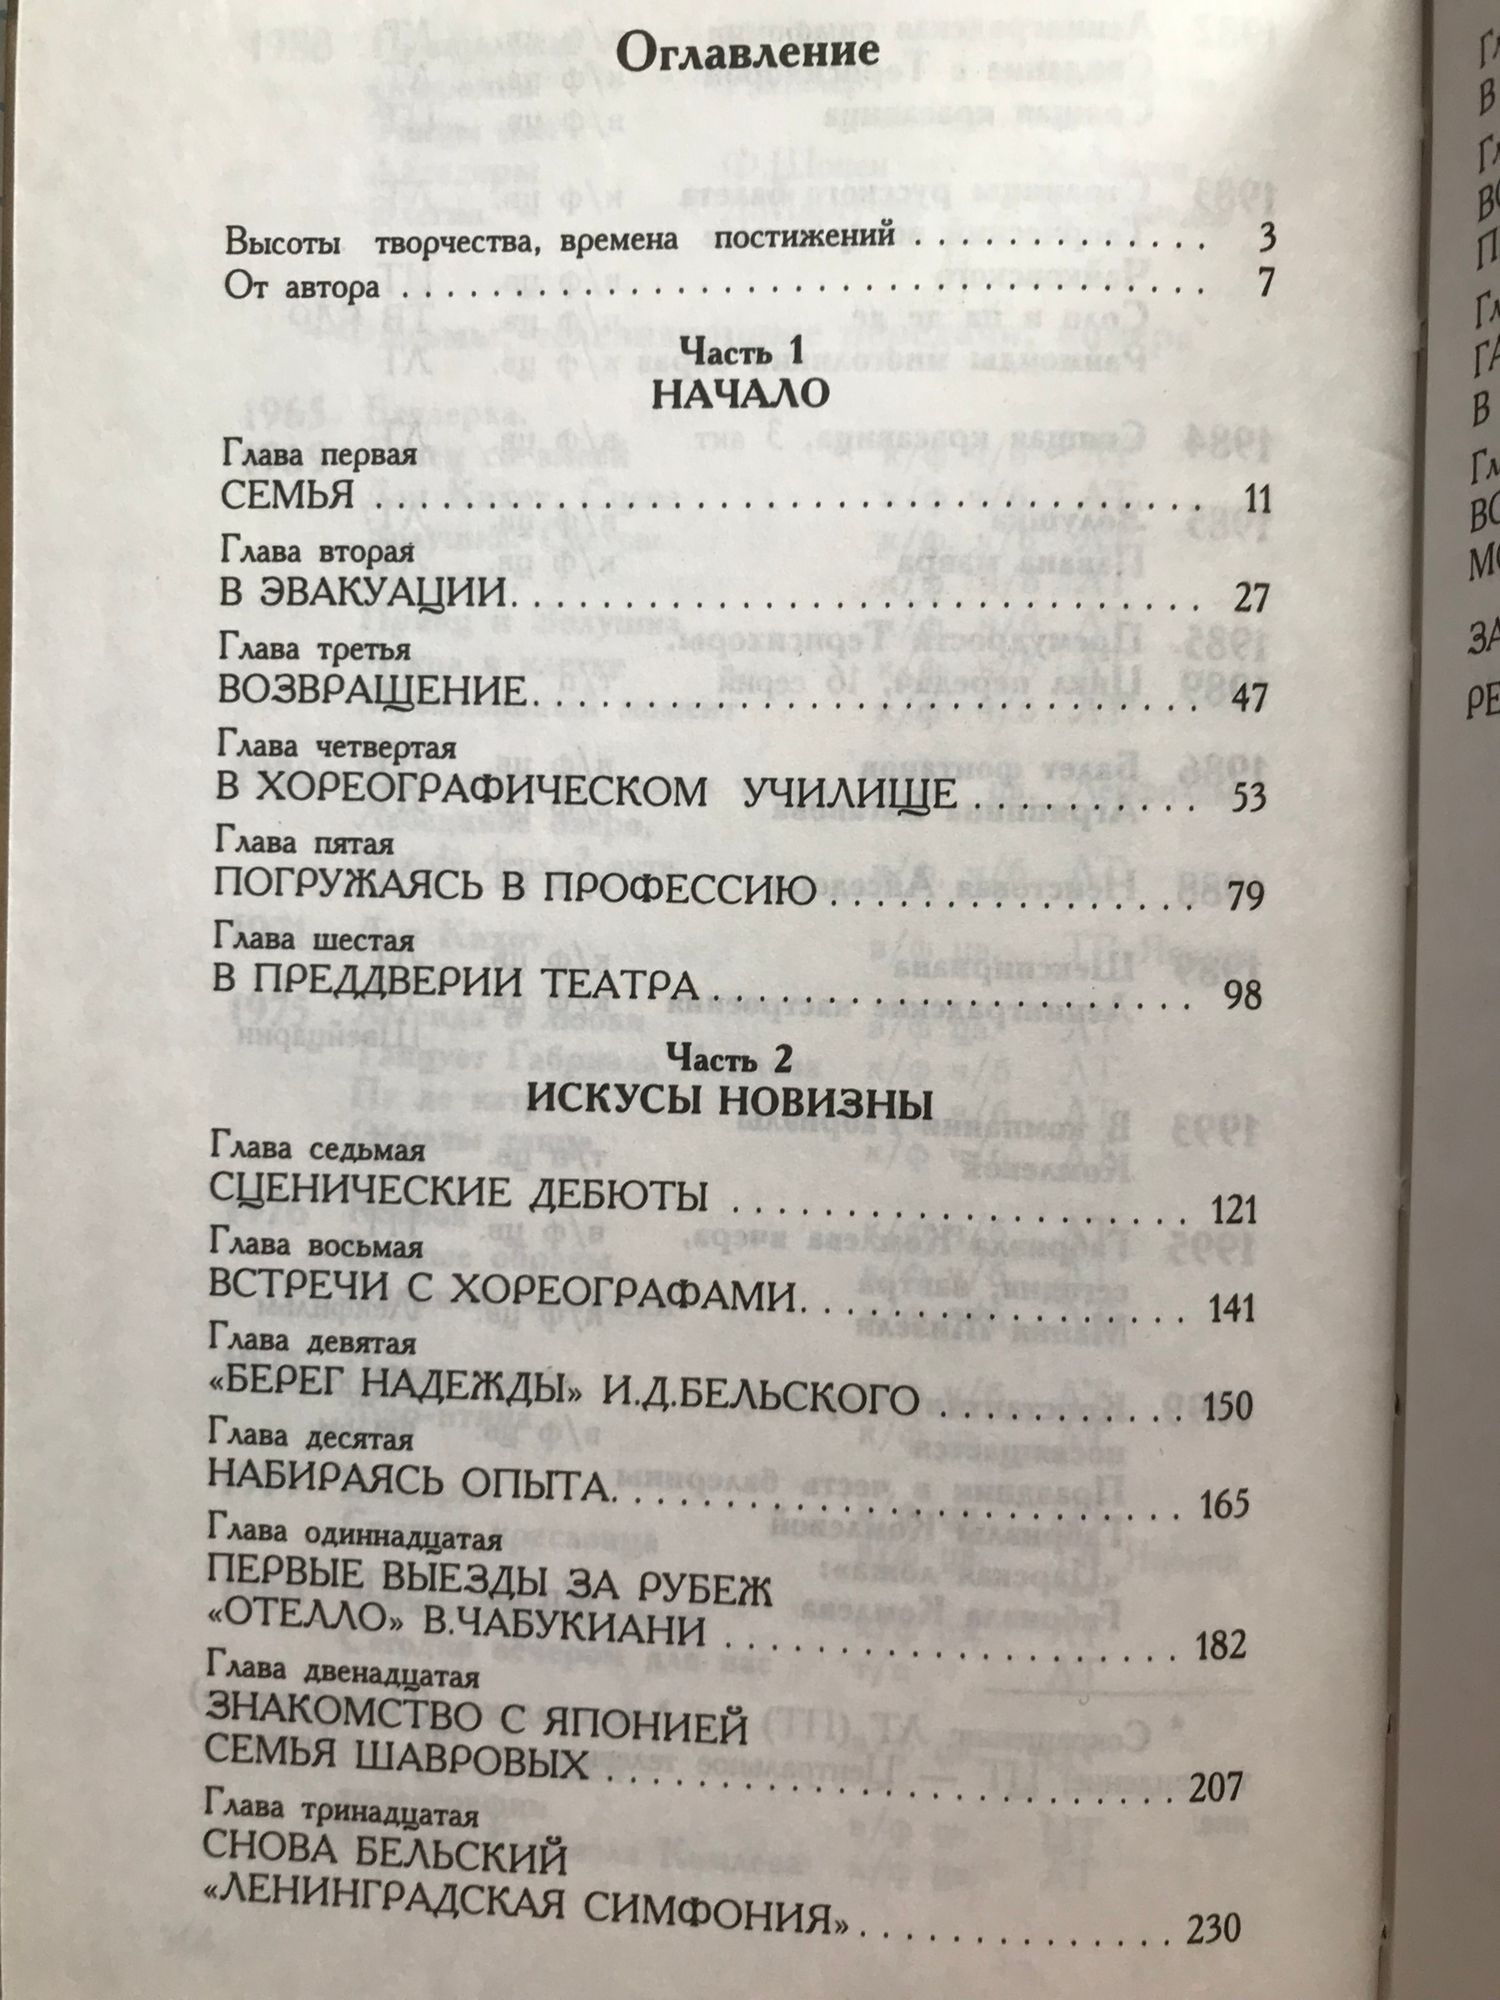 Оглавление
Высоты творчества, времена постижений . . . . . . . . . . . . . 3
От автора . . . . . . . . . . . . . . . . . . . . . . . . . . . . . 7
Часть 1
НАЧАЛО
Глава первая
СЕМЬЯ . . . . . . . . . . . . . . . . . . . . . . . . . . . . . 11
Глава вторая
В ЭВАКУАЦИИ. . . . . . . . . . . . . . . . . . . . . . . . . 27
Глава третья
ВОЗВРАЩЕНИЕ. . . . . . . . . . . . . . . . . . . . . . . . 47
Глава четвертая
В ХОРЕОГРАФИЧЕСКОМ УЧИЛИЩЕ . . . . . . . . . . 53
Глава пятая
ПОГРУЖАЯСЬ В ПРОФЕССИЮ . . . . . . . . . . . . . 79
Глава шестая
В ПРЕДДВЕРИИ ТЕАТРА . . . . . . . . . . . . . . . . . 98
Часть 2
ИСКУСЫ НОВИЗНЫ
Глава седьмая
СЦЕНИЧЕСКИЕ ДЕБЮТЫ . . . . . . . . . . . . . . . . 121
Глава восьмая
ВСТРЕЧИ С ХОРЕОГРАФАМИ. . . . . . . . . . . . . . 141
Глава девятая
«БЕРЕГ НАДЕЖДЫ» И.Д.БЕЛЬСКОГО . . . . . . . . . 150
Глава десятая
НАБИРАЯСЬ ОПЫТА. . . . . . . . . . . . . . . . . . . . 165
Глава одиннадцатая
ПЕРВЫЕ ВЫЕЗДЫ ЗА РУБЕЖ
«ОТЕЛЛО» В.ЧАБУКИАНИ . . . . . . . . . . . . . . . . 182
Глава двенадцатая
ЗНАКОМСТВО С ЯПОНИЕЙ
СЕМЬЯ ШАВРОВЫХ . . . . . . . . . . . . . . . . . . . . 207
Глава тринадцатая
СНОВА БЕЛЬСКИЙ
«ЛЕНИНГРАДСКАЯ СИМФОНИЯ» . . . . . . . . . . . 230